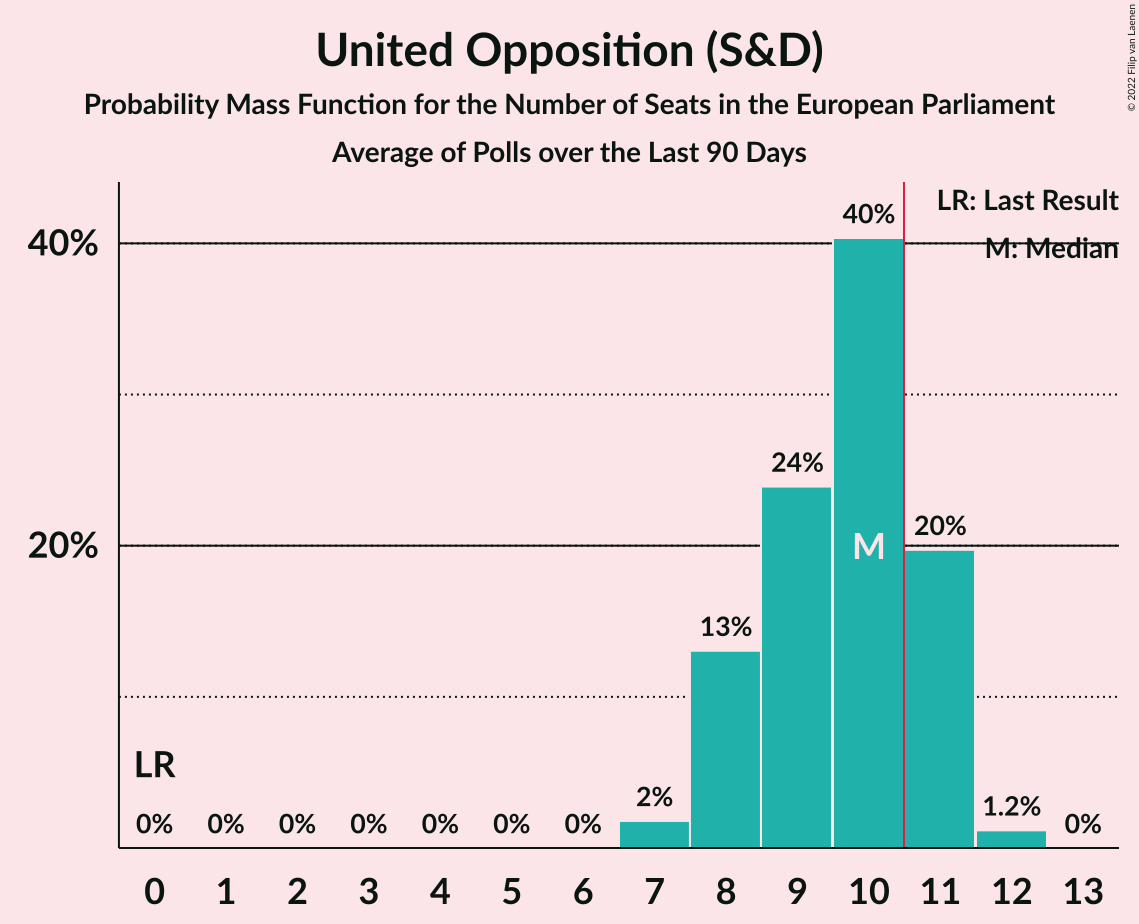 United Opposition (S&D)
Probability Mass Function for the Number of Seats in the European Parliament
Average of Polls over the Last 90 Days
© 2022 Filip van Laenen
LR: Last Result
M: Median
40%
20%
40%
24%
M
20%
13%
LR
2%
1.2%
0% 0% 0% 0% 0% 0% 0% 0%
0 1 2 3 4 5 6 7 8 9 10 11 12 13